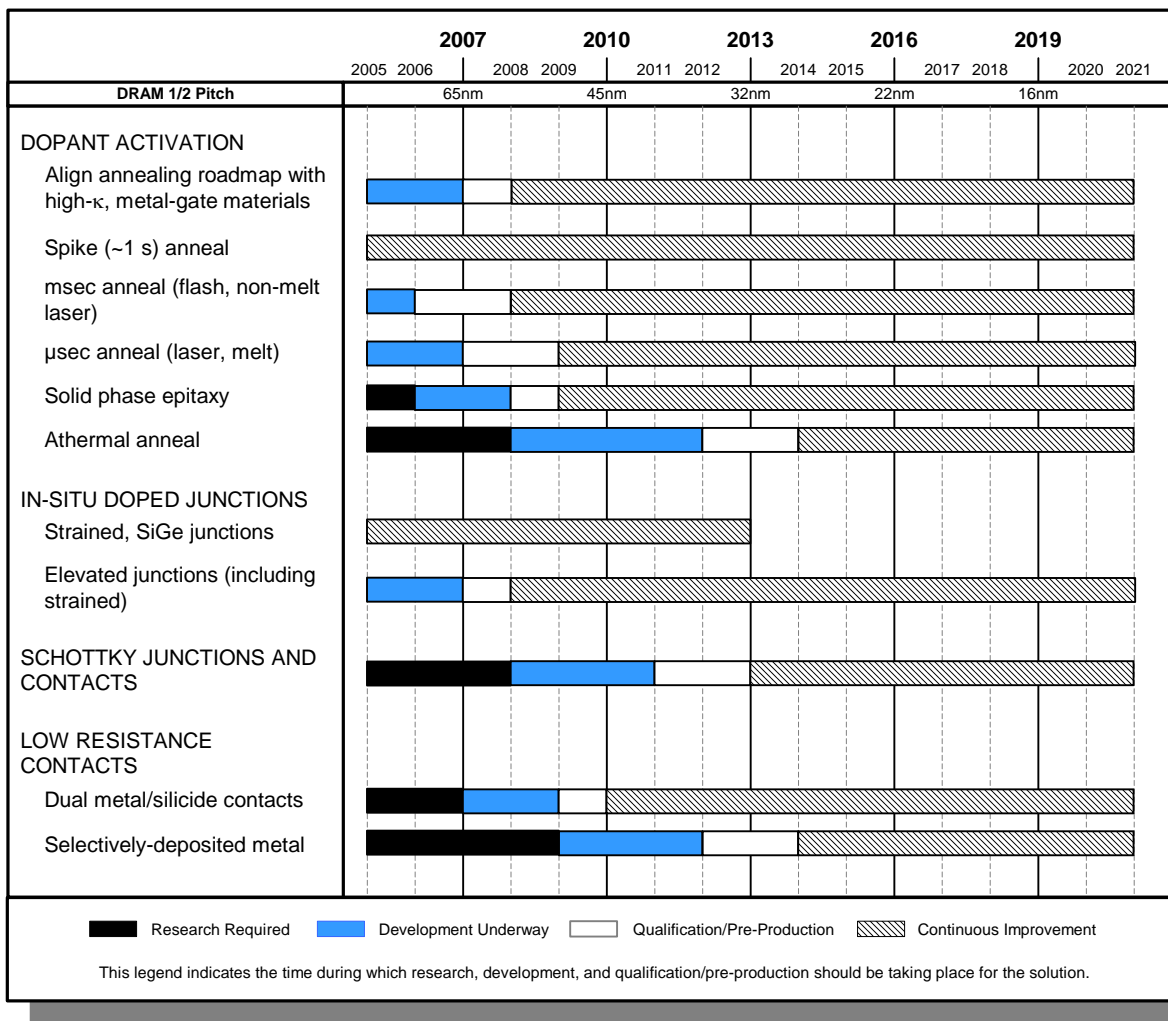 2007 2010 2013 2016 2019
2005 2006 2008 2009 2011 2012 2014 2015 2017 2018 2020 2021
DRAM 1/2 Pitch 65nm 45nm 32nm 22nm 16nm
DOPANT ACTIVATION
Align annealing roadmap with
high-κ, metal-gate materials
Spike (~1 s) anneal
msec anneal (flash, non-melt
laser)
µsec anneal (laser, melt)
Solid phase epitaxy
Athermal anneal
IN-SITU DOPED JUNCTIONS
Strained, SiGe junctions
Elevated junctions (including
strained)
SCHOTTKY JUNCTIONS AND
CONTACTS
LOW RESISTANCE
CONTACTS
Dual metal/silicide contacts
Selectively-deposited metal
Research Required Development Underway Qualification/Pre-Production Continuous Improvement
This legend indicates the time during which research, development, and qualification/pre-production should be taking place for the solution.